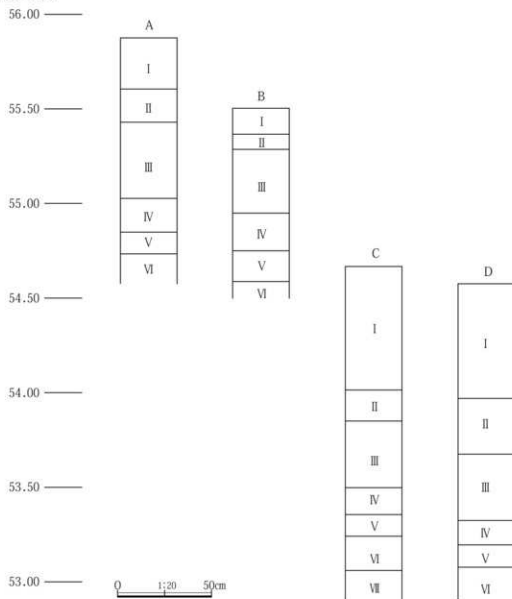 56.00
A
I
II
55.50
B
I
II
III
III
55.00
IV
IV
V
V
VI
VI
54.50
C
D
I
I
54.00
II
II
III
III
53.50
IV
IV
V
V
VI
VI
VII
53.00
0 1:20 50cm